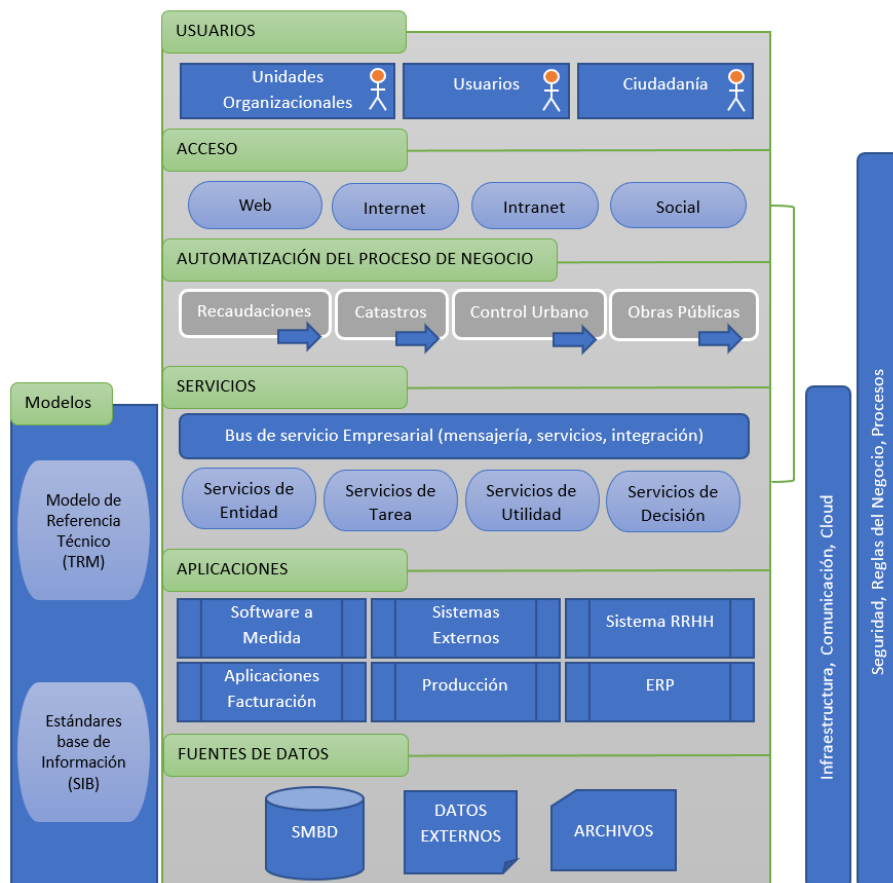 USUARIOS
Unidades
Organizacionales
Usuarios
Ciudadanía
ACCESO
Web
Internet
Intranet
Social
AUTOMATIZACIÓN DEL PROCESO DE NEGOCIO
Recaudaciones
Catastros
Control Urbano
Obras Públicas
SERVICIOS
Bus de servicio Empresarial (mensajería, servicios, integración)
Servicios de
Entidad
Servicios de
Tarea
Servicios de
Utilidad
Servicios de
Decisión
APLICACIONES
Software a
Medida
Sistemas
Externos
Sistema RRHH
Aplicaciones
Facturación
Producción
ERP
FUENTES DE DATOS
SMBD
DATOS
EXTERNOS
ARCHIVOS
Modelos
Modelo de
Referencia
Técnico
(TRM)
Estándares
base de
Información
(SIB)
Infraestructura, Comunicación, Cloud
Seguridad, Reglas del Negocio, Procesos